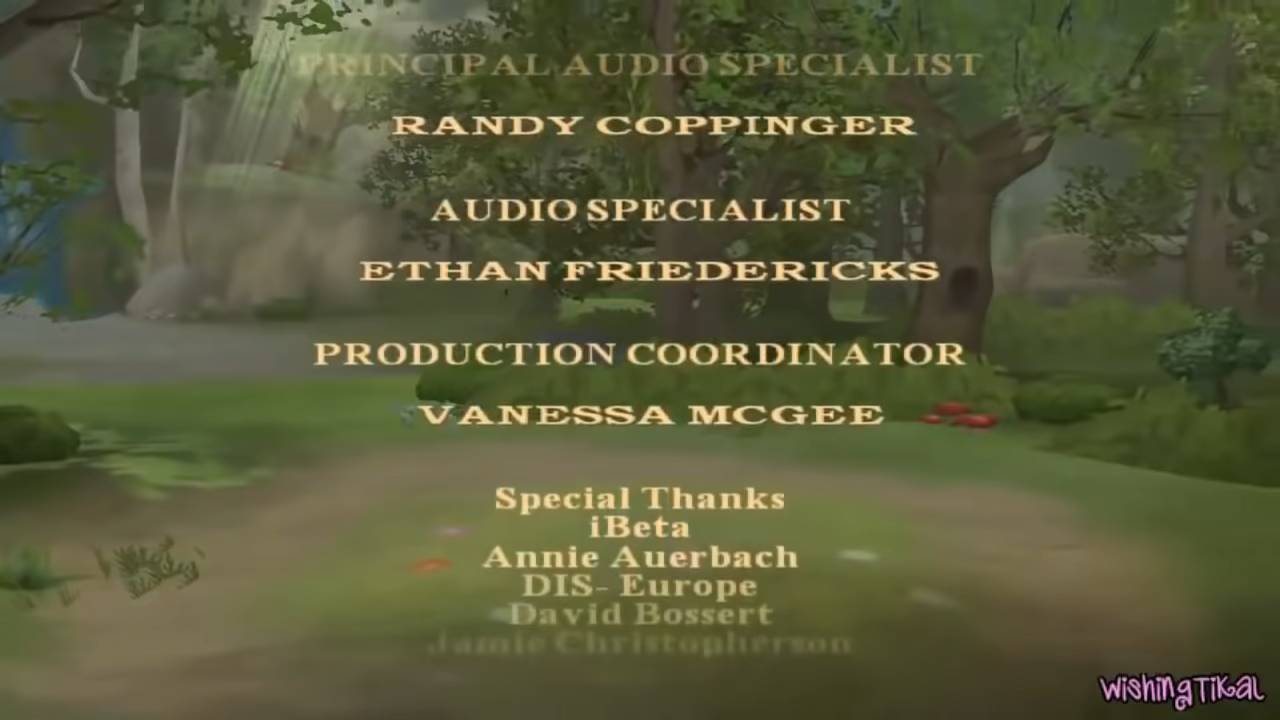 PRINCIPAL AUDIO SPECIALIST
RANDY COPPINGER
AUDIO SPECIALIST
ETHAN FRIEDERICKS
PRODUCTION COORDINATOR
VANESSA MCGEE
Special Thanks
iBeta
Annie Auerbach
DIS- Europe
David Bossert
Jamie Christopherson
WishingTikal